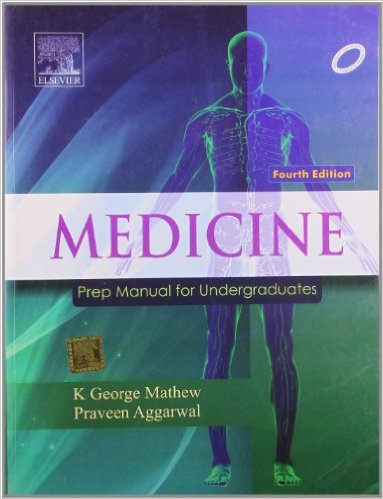 ELSEVIER
Fourth Edition
MEDICINE
Prep Manual for Undergraduates
K George Mathew
Praveen Aggarwal